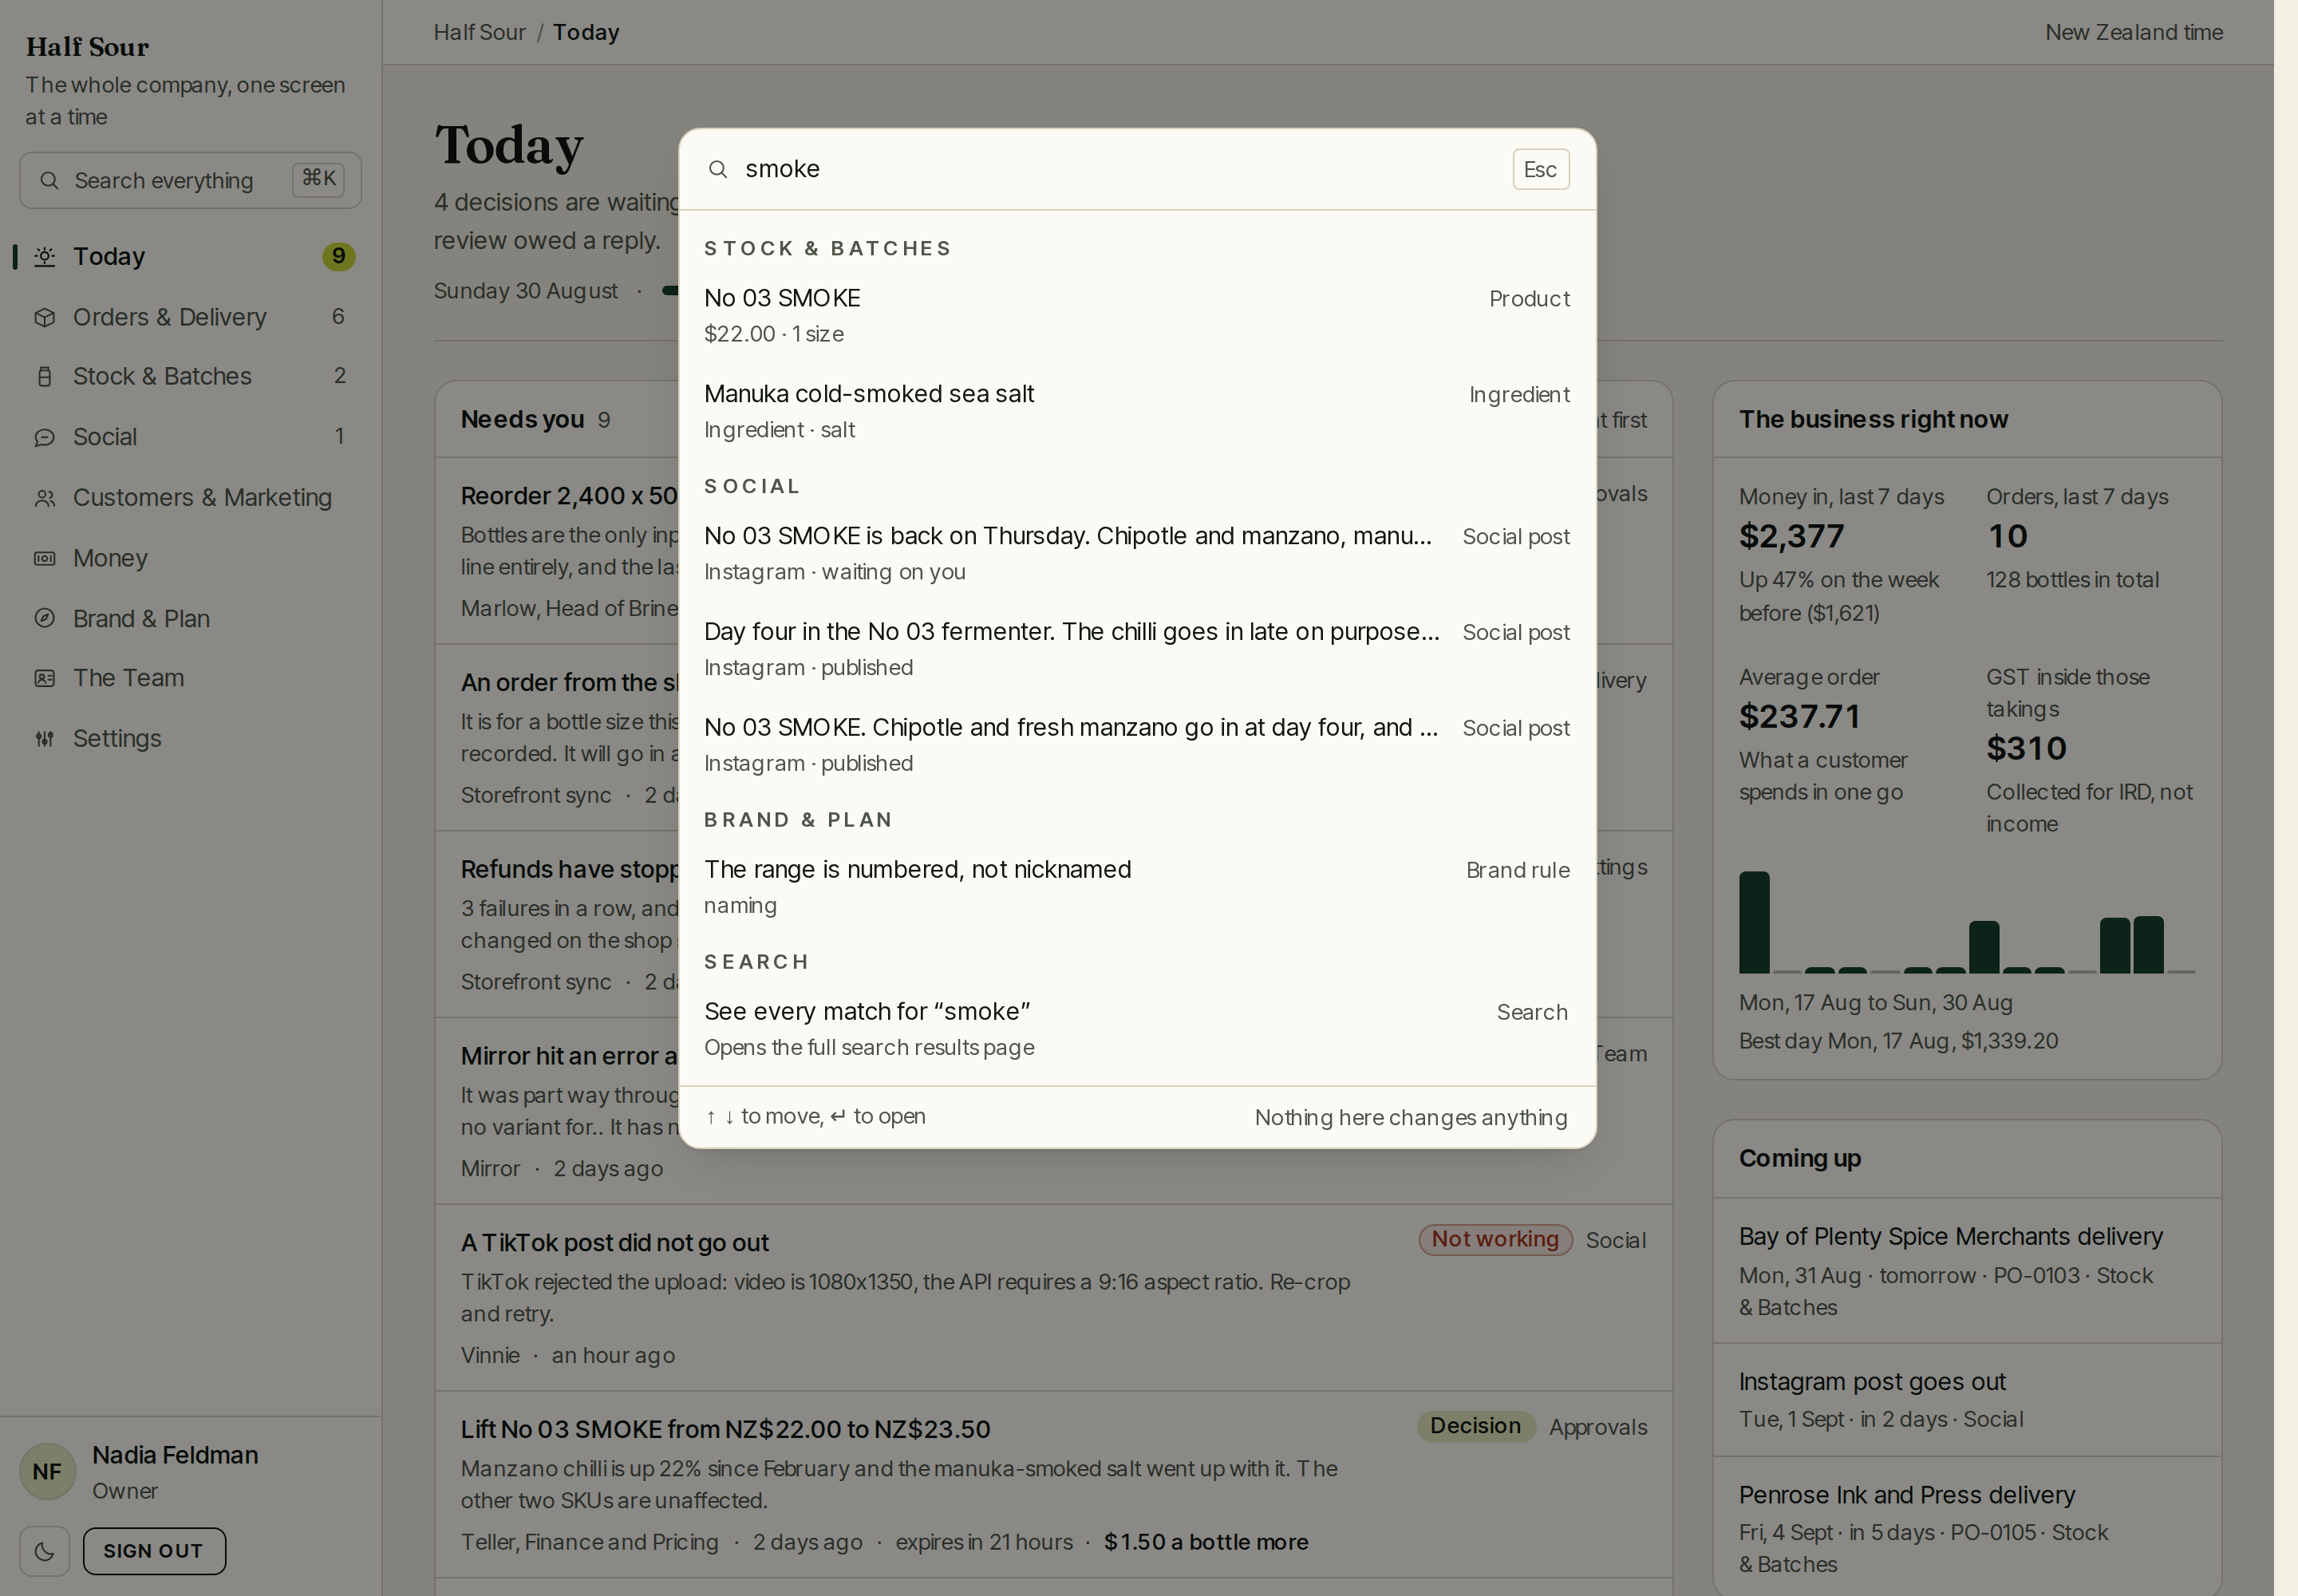 Half Sour
The whole company, one screen
at a time
Search everything ⌘K
Today 9
Orders & Delivery 6
Stock & Batches 2
Social 1
Customers & Marketing
Money
Brand & Plan
The Team
Settings
NF
Nadia Feldman
Owner
SIGN OUT
Half Sour / Today
New Zealand time
Today
4 decisions are waiting
review owed a reply.
Sunday 30 August ·
Needs you 9
first
Reorder 2,400 x 50
Bottles are the only
line entirely, and the
Marlow, Head of Brine
An order from the
It is for a bottle size this
recorded. It will go in
Storefront sync · 2
Refunds have
3 failures in a row, and
changed on the shop
Storefront sync · 2
Mirror hit an error
It was part way
no variant for.. It has
Team
Mirror · 2 days ago
A TikTok post did not go out
Not working Social
TikTok rejected the upload: video is 1080x1350, the API requires a 9:16 aspect ratio. Re-crop
and retry.
Vinnie · an hour ago
Lift No 03 SMOKE from NZ$22.00 to NZ$23.50
Decision Approvals
Manzano chilli is up 22% since February and the manuka-smoked salt went up with it. The
other two SKUs are unaffected.
Teller, Finance and Pricing · 2 days ago · expires in 21 hours · $1.50 a bottle more
smoke Esc
STOCK & BATCHES
No 03 SMOKE Product
$22.00 · 1 size
Manuka cold-smoked sea salt Ingredient
Ingredient · salt
SOCIAL
No 03 SMOKE is back on Thursday. Chipotle and manzano, manu... Social post
Instagram · waiting on you
Day four in the No 03 fermenter. The chilli goes in late on purpose... Social post
Instagram · published
No 03 SMOKE. Chipotle and fresh manzano go in at day four, and ... Social post
Instagram · published
BRAND & PLAN
The range is numbered, not nicknamed Brand rule
naming
SEARCH
See every match for “smoke” Search
Opens the full search results page
↑ ↓ to move, ↵ to open
Nothing here changes anything
The business right now
Money in, last 7 days
$2,377
Up 47% on the week
before ($1,621)
Orders, last 7 days
10
128 bottles in total
Average order
$237.71
What a customer
spends in one go
GST inside those
takings
$310
Collected for IRD, not
income
Mon, 17 Aug to Sun, 30 Aug
Best day Mon, 17 Aug, $1,339.20
Coming up
Bay of Plenty Spice Merchants delivery
Mon, 31 Aug · tomorrow · PO-0103 · Stock
& Batches
Instagram post goes out
Tue, 1 Sept · in 2 days · Social
Penrose Ink and Press delivery
Fri, 4 Sept · in 5 days · PO-0105 · Stock
& Batches